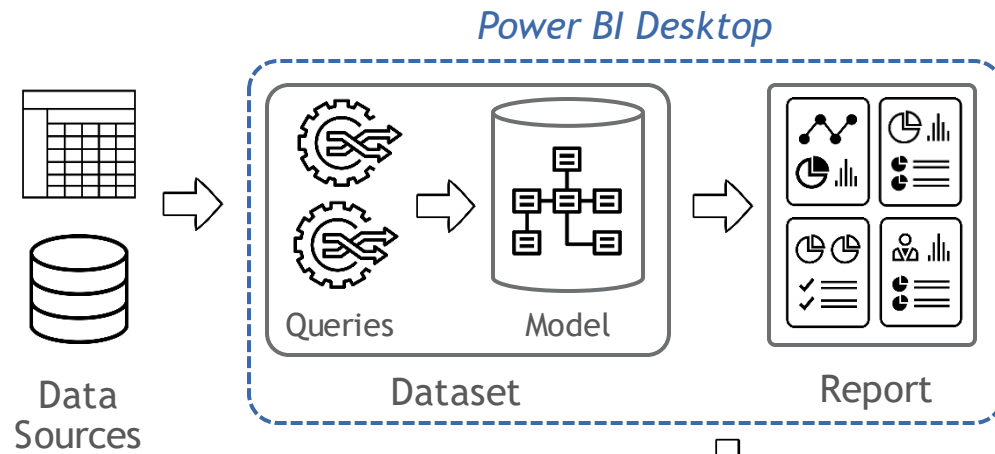 Power BI Desktop
Queries
Model
Dataset
Report
Data
Sources